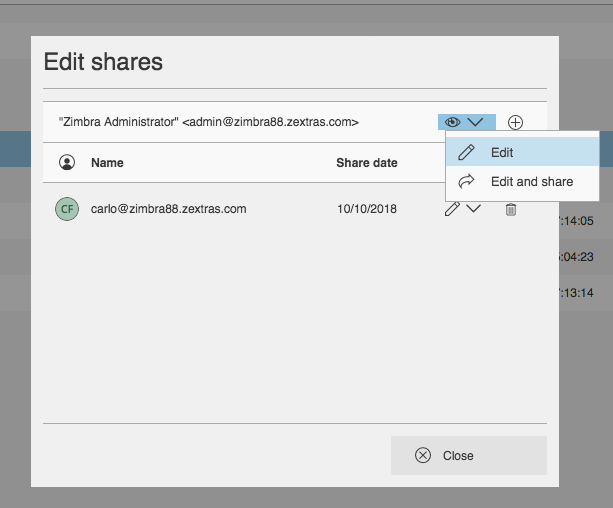 Edit shares
"Zimbra Administrator" <admin@zimbra88.zextras.com>
Edit
Name Share date
Edit and share
CF carlo@zimbra88.zextras.com 10/10/2018
:14:05
:04:23
:13:14
Close